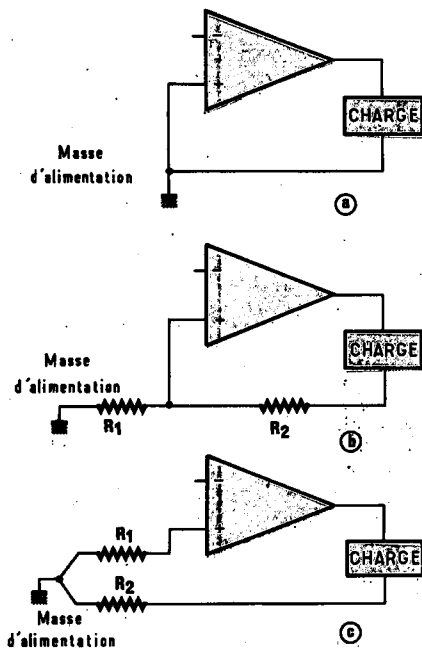 CHARGE
Masse
d'alimentation
a
CHARGE
Masse
d'alimentation
R1
R2
b
R1
CHARGE
R2
Masse
d'alimentation
c